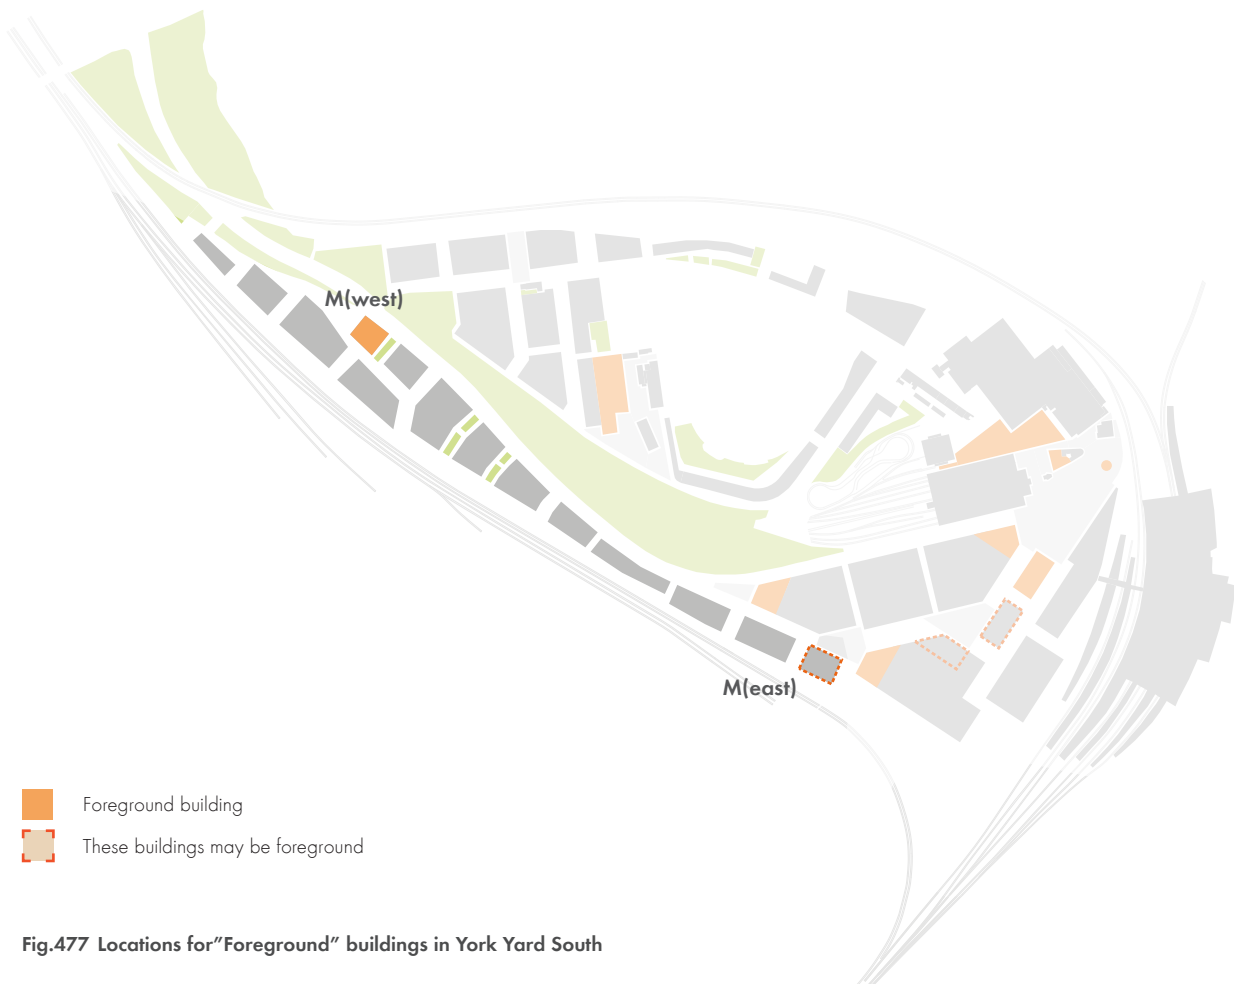 M(west)
M(east)
Foreground building
These buildings may be foreground
Fig.477 Locations for”Foreground” buildings in York Yard South